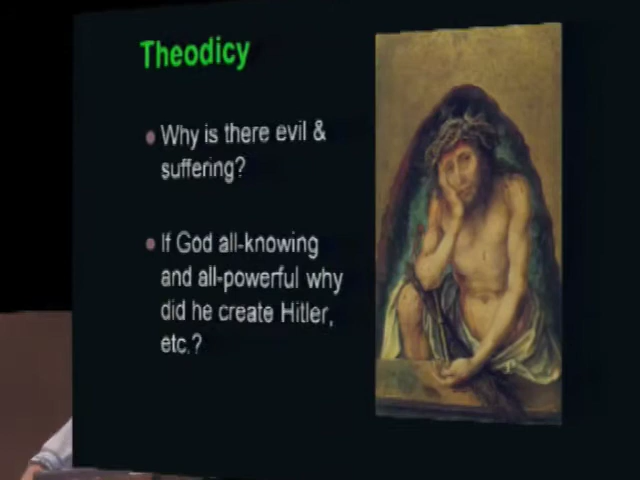 Theodicy
Why is there evil &
suffering?
If God all-knowing
and all-powerful why
did he create Hitler,
etc.?